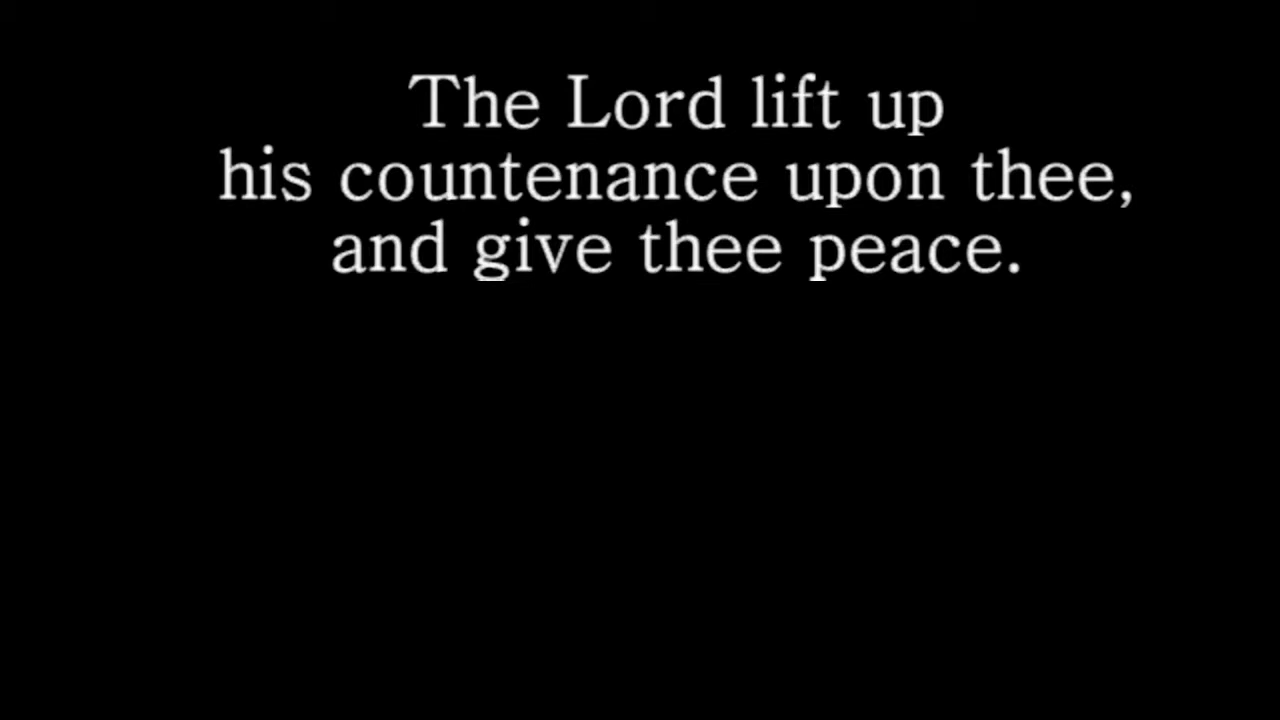 The Lord lift up
his countenance upon thee,
and give thee peace.